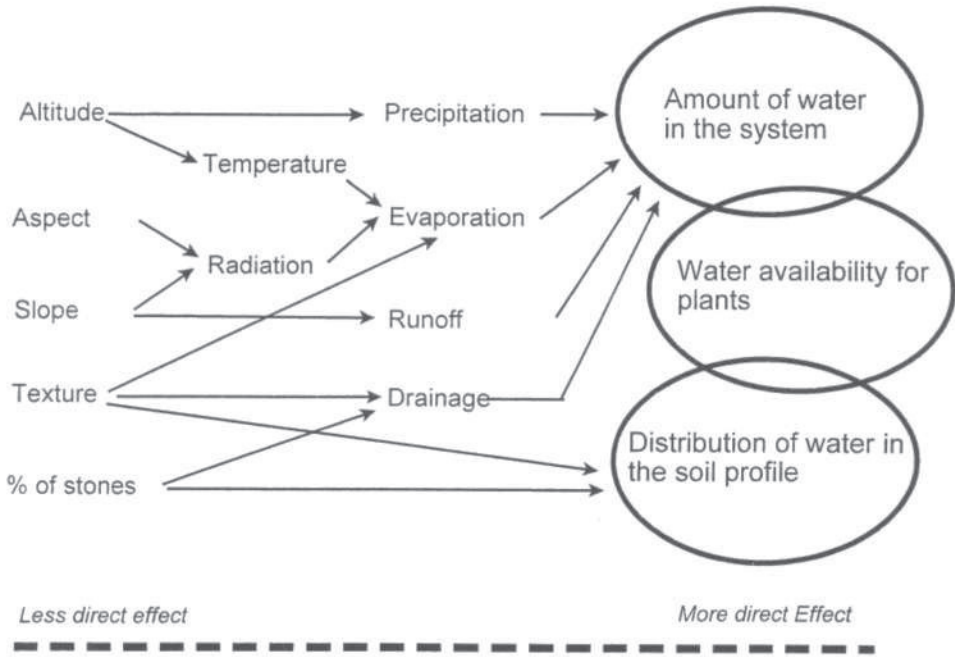 Altitude
Precipitation
Amount of water
in the system
Temperature
Aspect
Evaporation
Radiation
Water availability for
plants
Slope
Runoff
Texture
Drainage
Distribution of water in
the soil profile
% of stones
Less direct effect
More direct Effect